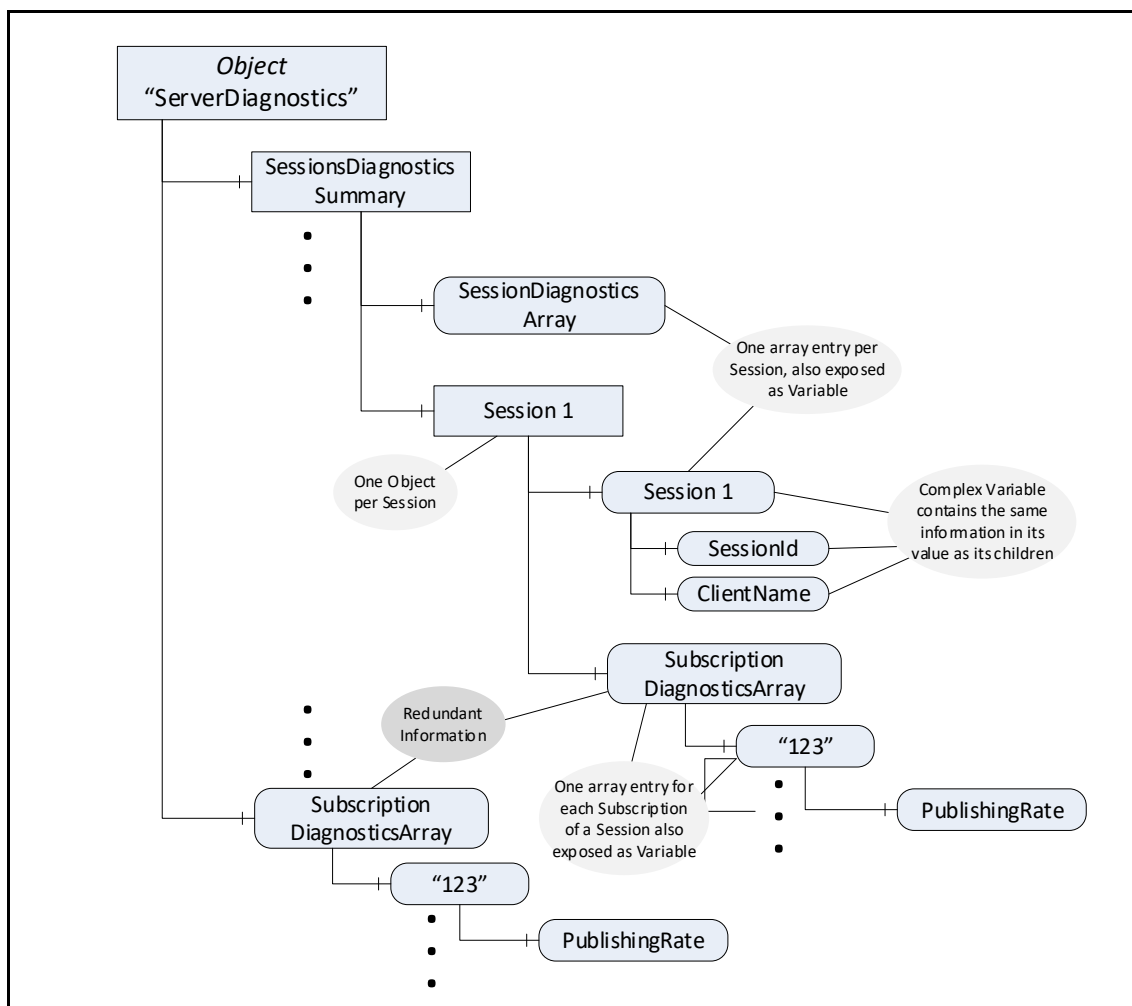 Object
“ServerDiagnostics”
SessionsDiagnostics
Summary
SessionDiagnostics
Array
One array entry per
Session, also exposed
as Variable
Session 1
One Object
per Session
Session 1
Complex Variable
contains the same
information in its
value as its children
SessionId
ClientName
Subscription
DiagnosticsArray
Redundant
Information
“123”
One array entry for
each Subscription
of a Session also
exposed as Variable
PublishingRate
Subscription
DiagnosticsArray
“123”
PublishingRate